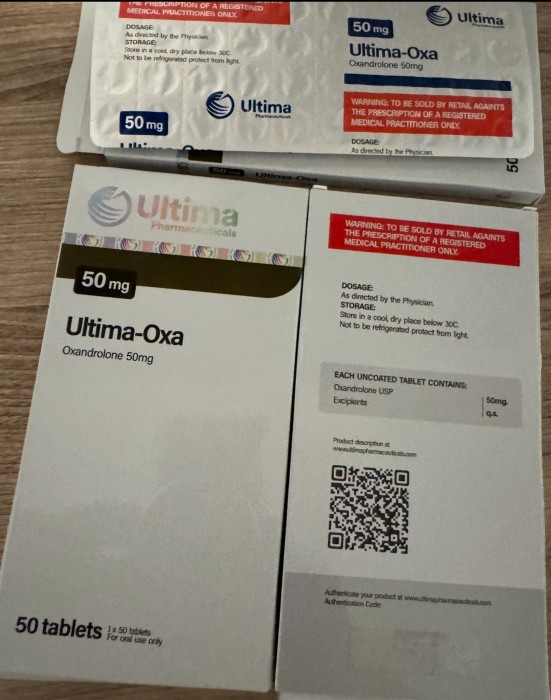 THE PRESCRIPTION OF A REGISTERED
MEDICAL PRACTITIONER ONLY.
DOSAGE:
As directed by the Physician
STORAGE:
Store in a cool, dry place below 30C.
Not to be refrigerated protect from light.
50 mg
Ultima
Pharmaceuticals
50 mg
Ultima
Ultima-Oxa
Oxandrolone 50mg
WARNING: TO BE SOLD BY RETAIL AGAINTS
THE PRESCRIPTION OF A REGISTERED
MEDICAL PRACTITIONER ONLY.
DOSAGE:
As directed by the Physician
Ultima-Oxa
50
Ultima
Pharmaceuticals
50 mg
Ultima-Oxa
Oxandrolone 50mg
50 tablets
1 x 50 tablets
For oral use only
WARNING: TO BE SOLD BY RETAIL AGAINTS
THE PRESCRIPTION OF A REGISTERED
MEDICAL PRACTITIONER ONLY.
DOSAGE:
As directed by the Physician
STORAGE:
Store in a cool, dry place below 30C.
Not to be refrigerated protect from light.
EACH UNCOATED TABLET CONTAINS:
Oxandrolone USP 50mg.
Excipients q.s.
Product description at
www.ultimapharmaceuticals.com
Authenticate your product at www.ultimapharmaceuticals.com
Authentication Code: